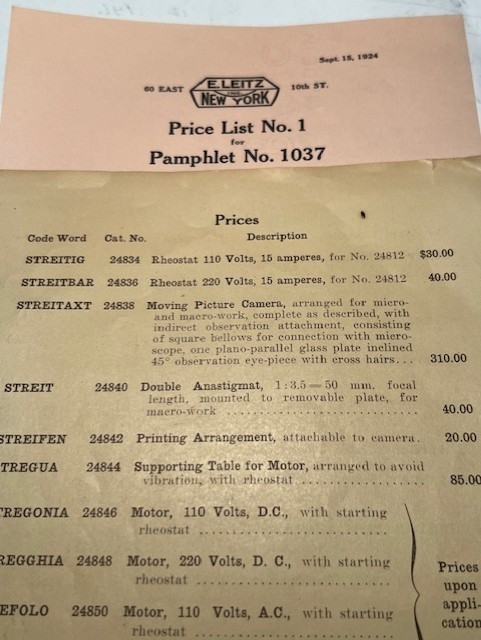 Sept. 15, 1924
60 EAST E. LEITZ INC. NEW YORK 10th ST.
Price List No. 1
for
Pamphlet No. 1037
Prices
Code Word Cat. No. Description
STREITIG 24834 Rheostat 110 Volts, 15 amperes, for No. 24812 $30.00
STREITBAR 24836 Rheostat 220 Volts, 15 amperes, for No. 24812 40.00
STREITAXT 24838 Moving Picture Camera, arranged for micro-
and macro-work, complete as described, with
indirect observation attachment, consisting
of square bellows for connection with micro-
scope, one plano-parallel glass plate inclined
45° observation eye-piece with cross hairs... 310.00
STREIT 24840 Double Anastigmat, 1:3.5=50 mm. focal
length, mounted to removable plate, for
macro-work ............................ 40.00
STREIFEN 24842 Printing Arrangement, attachable to camera. 20.00
TREGUA 24844 Supporting Table for Motor, arranged to avoid
vibration, with rheostat .................. 85.00
REGONIA 24846 Motor, 110 Volts, D.C., with starting
rheostat ............................
REGGHIA 24848 Motor, 220 Volts, D. C., with starting
rheostat ............................
EFOLO 24850 Motor, 110 Volts, A.C., with starting
rheostat ............................
Prices
upon
appli-
cation